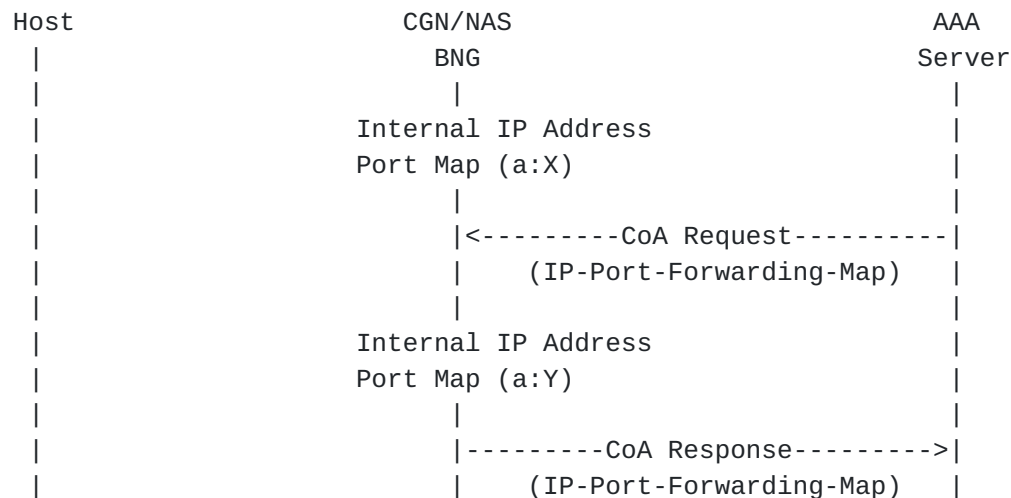 Host                     CGN/NAS                           AAA
 |                         BNG                            Server
 |                          |                               |
 |                    Internal IP Address                   |
 |                    Port Map (a:X)                        |
 |                          |                               |
 |                          |<---------CoA Request----------|
 |                          |    (IP-Port-Forwarding-Map)   |
 |                          |                               |
 |                    Internal IP Address                   |
 |                    Port Map (a:Y)                        |
 |                          |                               |
 |                          |---------CoA Response--------->|
 |                          |    (IP-Port-Forwarding-Map)   |